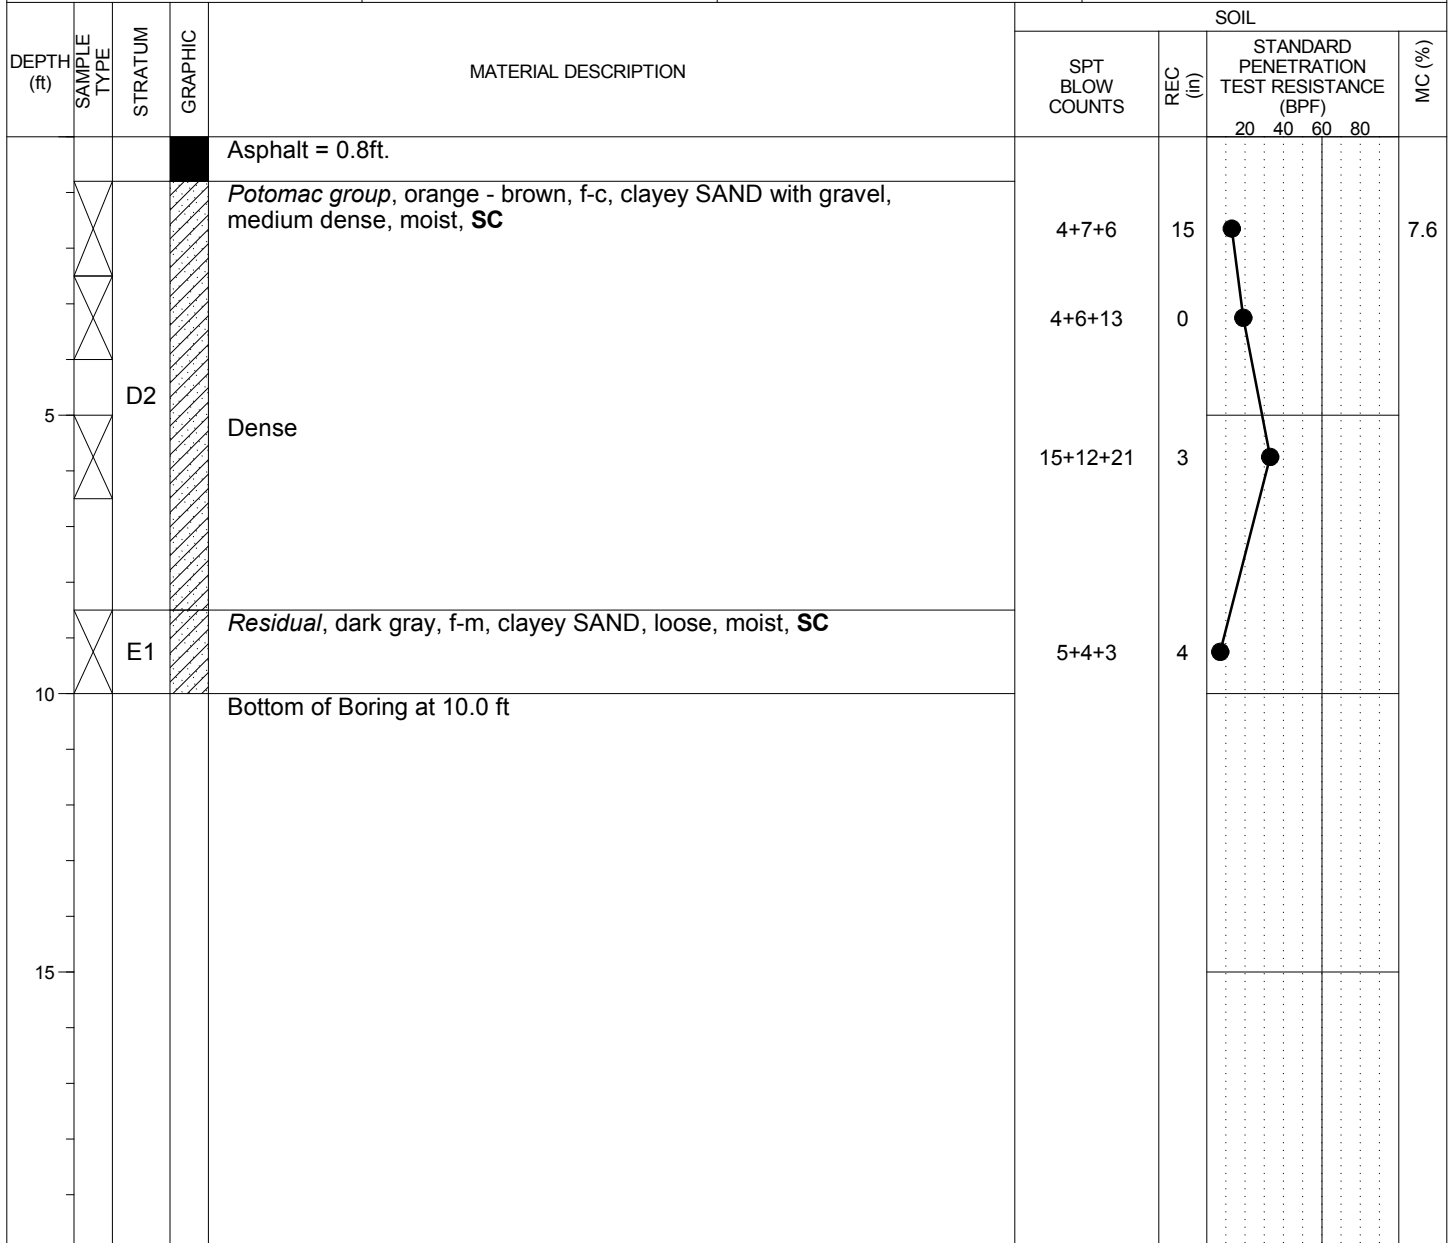 SOIL
DEPTH
(ft)
SAMPLE
TYPE
STRATUM
GRAPHIC
MATERIAL DESCRIPTION
SPT
BLOW
COUNTS
REC
(in)
STANDARD
PENETRATION
TEST RESISTANCE
(BPF)
20 40 60 80
MC (%)
Asphalt = 0.8ft.
Potomac group, orange - brown, f-c, clayey SAND with gravel,
medium dense, moist, SC
4+7+6 15 7.6
4+6+13 0
D2
5
Dense
15+12+21 3
Residual, dark gray, f-m, clayey SAND, loose, moist, SC
E1 5+4+3 4
10
Bottom of Boring at 10.0 ft
15